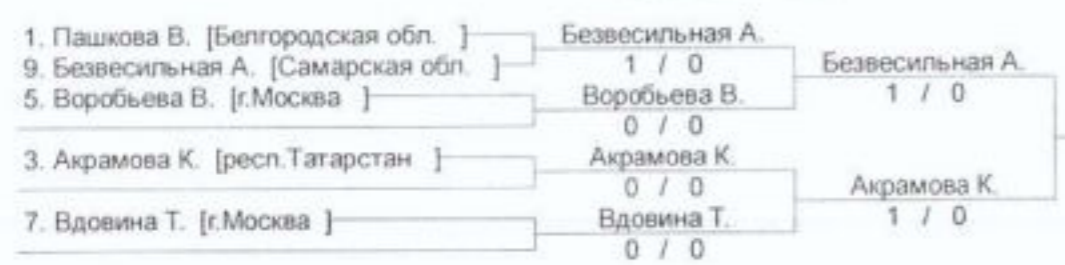 1. Пашкова В. [Белгородская обл. ]
9. Безвесильная А. [Самарская обл. ]
5. Воробьева В. [г.Москва ]
3. Акрамова К. [респ.Татарстан ]
7. Вдовина Т. [г.Москва ]
Безвесильная А.
1 / 0
Воробьева В.
0 / 0
Акрамова К.
0 / 0
Вдовина Т.
0 / 0
Безвесильная А.
1 / 0
Акрамова К.
1 / 0